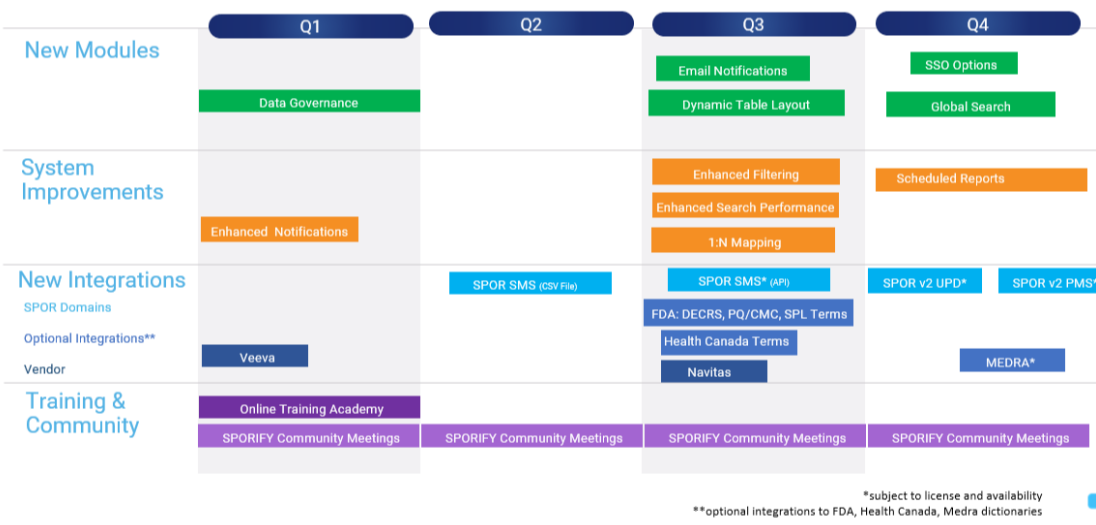 Q1
Q2
Q3
Q4
New Modules
Email Notifications
SSO Options
Data Governance
Dynamic Table Layout
Global Search
System
Improvements
Enhanced Filtering
Scheduled Reports
Enhanced Search Performance
Enhanced Notifications
1:N Mapping
New Integrations
SPOR SMS (CSV File)
SPOR SMS* (API)
SPOR v2 UPD*
SPOR v2 PMS*
SPOR Domains
FDA: DECRS, PQ/CMC, SPL Terms
Optional Integrations**
Health Canada Terms
Veeva
MEDRA*
Vendor
Navitas
Training &
Community
Online Training Academy
SPORIFY Community Meetings
SPORIFY Community Meetings
SPORIFY Community Meetings
SPORIFY Community Meetings
*subject to license and availability
**optional integrations to FDA, Health Canada, Medra dictionaries